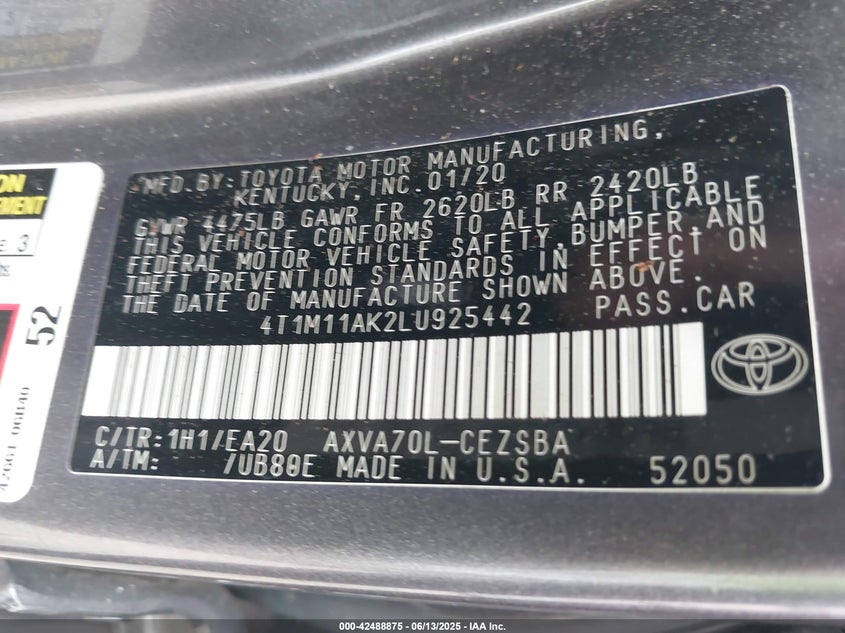 MFD.BY:TOYOTA MOTOR MANUFACTURING,
KENTUCKY,INC.01/20
GVWR 4475LB GAWR FR 2620LB RR 2420LB
THIS VEHICLE CONFORMS TO ALL APPLICABLE
FEDERAL MOTOR VEHICLE SAFETY,BUMPER,AND
THEFT PREVENTION STANDARDS IN EFFECT ON
THE DATE OF MANUFACTURE SHOWN ABOVE.
4T1M11AK2LU925442 PASS.CAR
C/TR:1H1/EA20 AXVA70L-CEZSBA
A/TM: /UB80E MADE IN U.S.A. 52050
3
52
42661-06B40
000-42488875 - 06/13/2025 - IAA Inc.